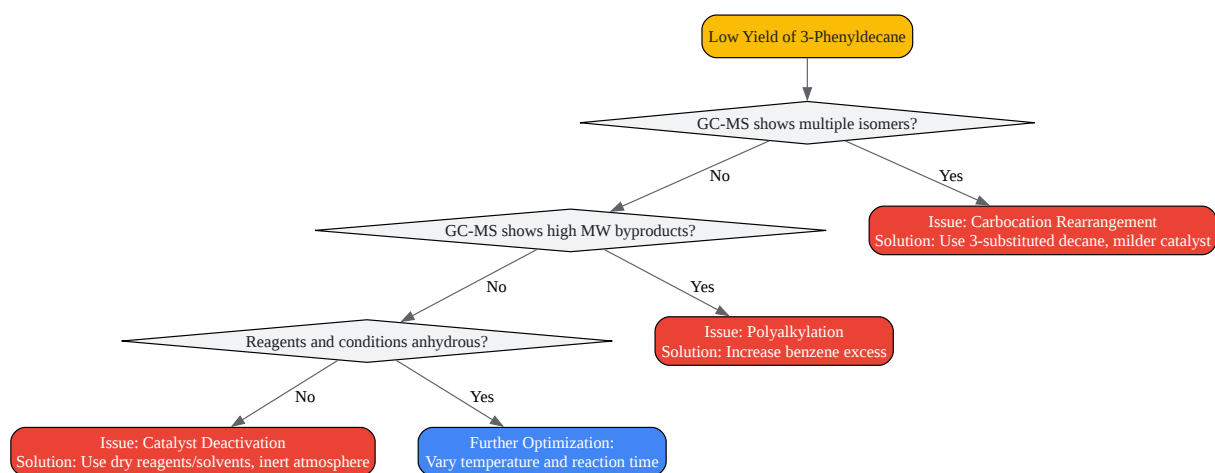 Low Yield of 3-Phenyldecane
GC-MS shows multiple isomers?
No
Yes
GC-MS shows high MW byproducts?
Issue: Carbocation Rearrangement
Solution: Use 3-substituted decane, milder catalyst
No
Yes
Reagents and conditions anhydrous?
Issue: Polyalkylation
Solution: Increase benzene excess
No
Yes
Issue: Catalyst Deactivation
Solution: Use dry reagents/solvents, inert atmosphere
Further Optimization:
Vary temperature and reaction time